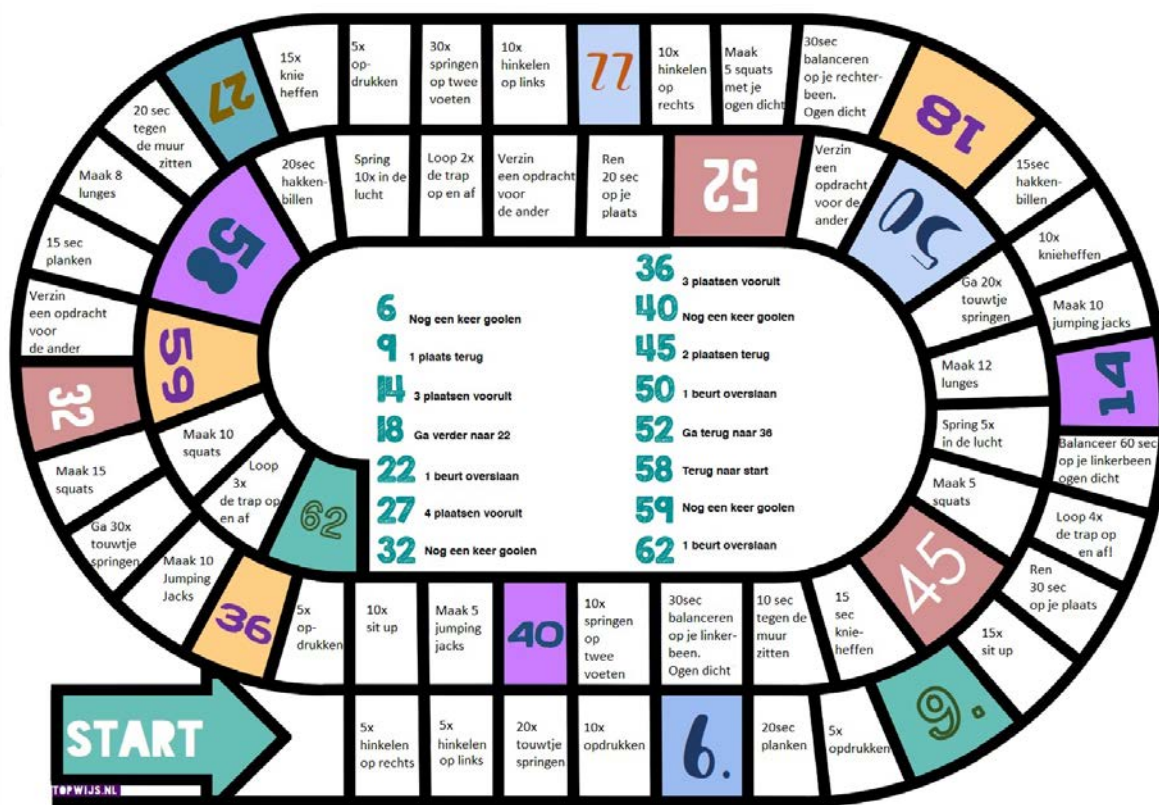 START
TOPWIJS.NL
5x
hinkelen
op rechts
5x
hinkelen
op links
20x
touwtje
springen
10x
opdrukken
6.
20sec
planken
5x
opdrukken
9.
15x
sit up
Ren
30 sec
op je plaats
Loop 4x
de trap op
en af!
Balanceer 60 sec
op je linkerbeen
ogen dicht
14
Maak 10
jumping jacks
10x
knieheffen
15sec
hakken-
billen
18
30sec
balanceren
op je rechter-
been.
Ogen dicht
Maak
5 squats
met je
ogen dicht
10x
hinkelen
op
rechts
22
10x
hinkelen
op links
30x
springen
op twee
voeten
5x
op-
drukken
15x
knie
heffen
27
20 sec
tegen
de muur
zitten
Maak 8
lunges
15 sec
planken
Verzin
een opdracht
voor
de ander
32
Maak 15
squats
Ga 30x
touwtje
springen
Maak 10
Jumping
Jacks
36
5x
op-
drukken
10x
sit up
Maak 5
jumping
jacks
40
10x
springen
op
twee
voeten
30sec
balanceren
op je linker-
been.
Ogen dicht
10 sec
tegen de
muur
zitten
15
sec
knie-
heffen
45
Maak 5
squats
Spring 5x
in de lucht
Maak 12
lunges
Ga 20x
touwtje
springen
50
Verzin
een
opdracht
voor de
ander
52
Ren
20 sec
op je
plaats
Verzin
een opdracht
voor
de ander
Loop 2x
de trap
op en af
Spring
10x in de
lucht
20sec
hakken-
billen
58
59
Maak 10
squats
Loop
3x
de trap op
en af
62
6 Nog een keer gooien
9 1 plaats terug
14 3 plaatsen vooruit
18 Ga verder naar 22
22 1 beurt overslaan
27 4 plaatsen vooruit
32 Nog een keer gooien
36 3 plaatsen vooruit
40 Nog een keer gooien
45 2 plaatsen terug
50 1 beurt overslaan
52 Ga terug naar 36
58 Terug naar start
59 Nog een keer gooien
62 1 beurt overslaan